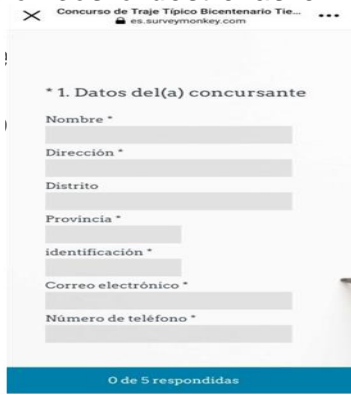 Concurso de Traje Típico Bicentenario Tie...
es.surveymonkey.com
* 1. Datos del(a) concursante
Nombre *
Dirección *
Distrito
Provincia *
identificación *
Correo electrónico *
Número de teléfono *
0 de 5 respondidas